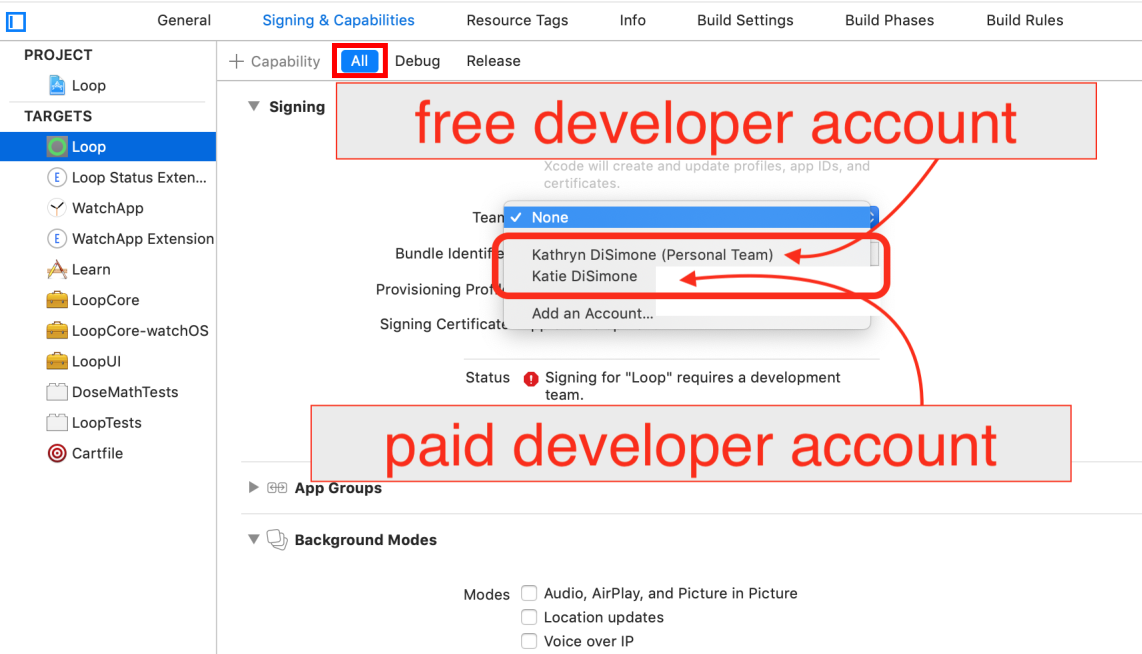 General Signing & Capabilities Resource Tags Info Build Settings Build Phases Build Rules
PROJECT
Loop
TARGETS
Loop
Loop Status Exten...
WatchApp
WatchApp Extension
Learn
LoopCore
LoopCore-watchOS
LoopUI
DoseMathTests
LoopTests
Cartfile
+ Capability All Debug Release
Signing
free developer account
Xcode will create and update profiles, app IDs, and
certificates.
Team ✓ None
Bundle Identifie
Kathryn DiSimone (Personal Team)
Katie DiSimone
Provisioning Profi
Add an Account...
Signing Certificate
Status Signing for "Loop" requires a development
team.
paid developer account
App Groups
Background Modes
Modes Audio, AirPlay, and Picture in Picture
Location updates
Voice over IP